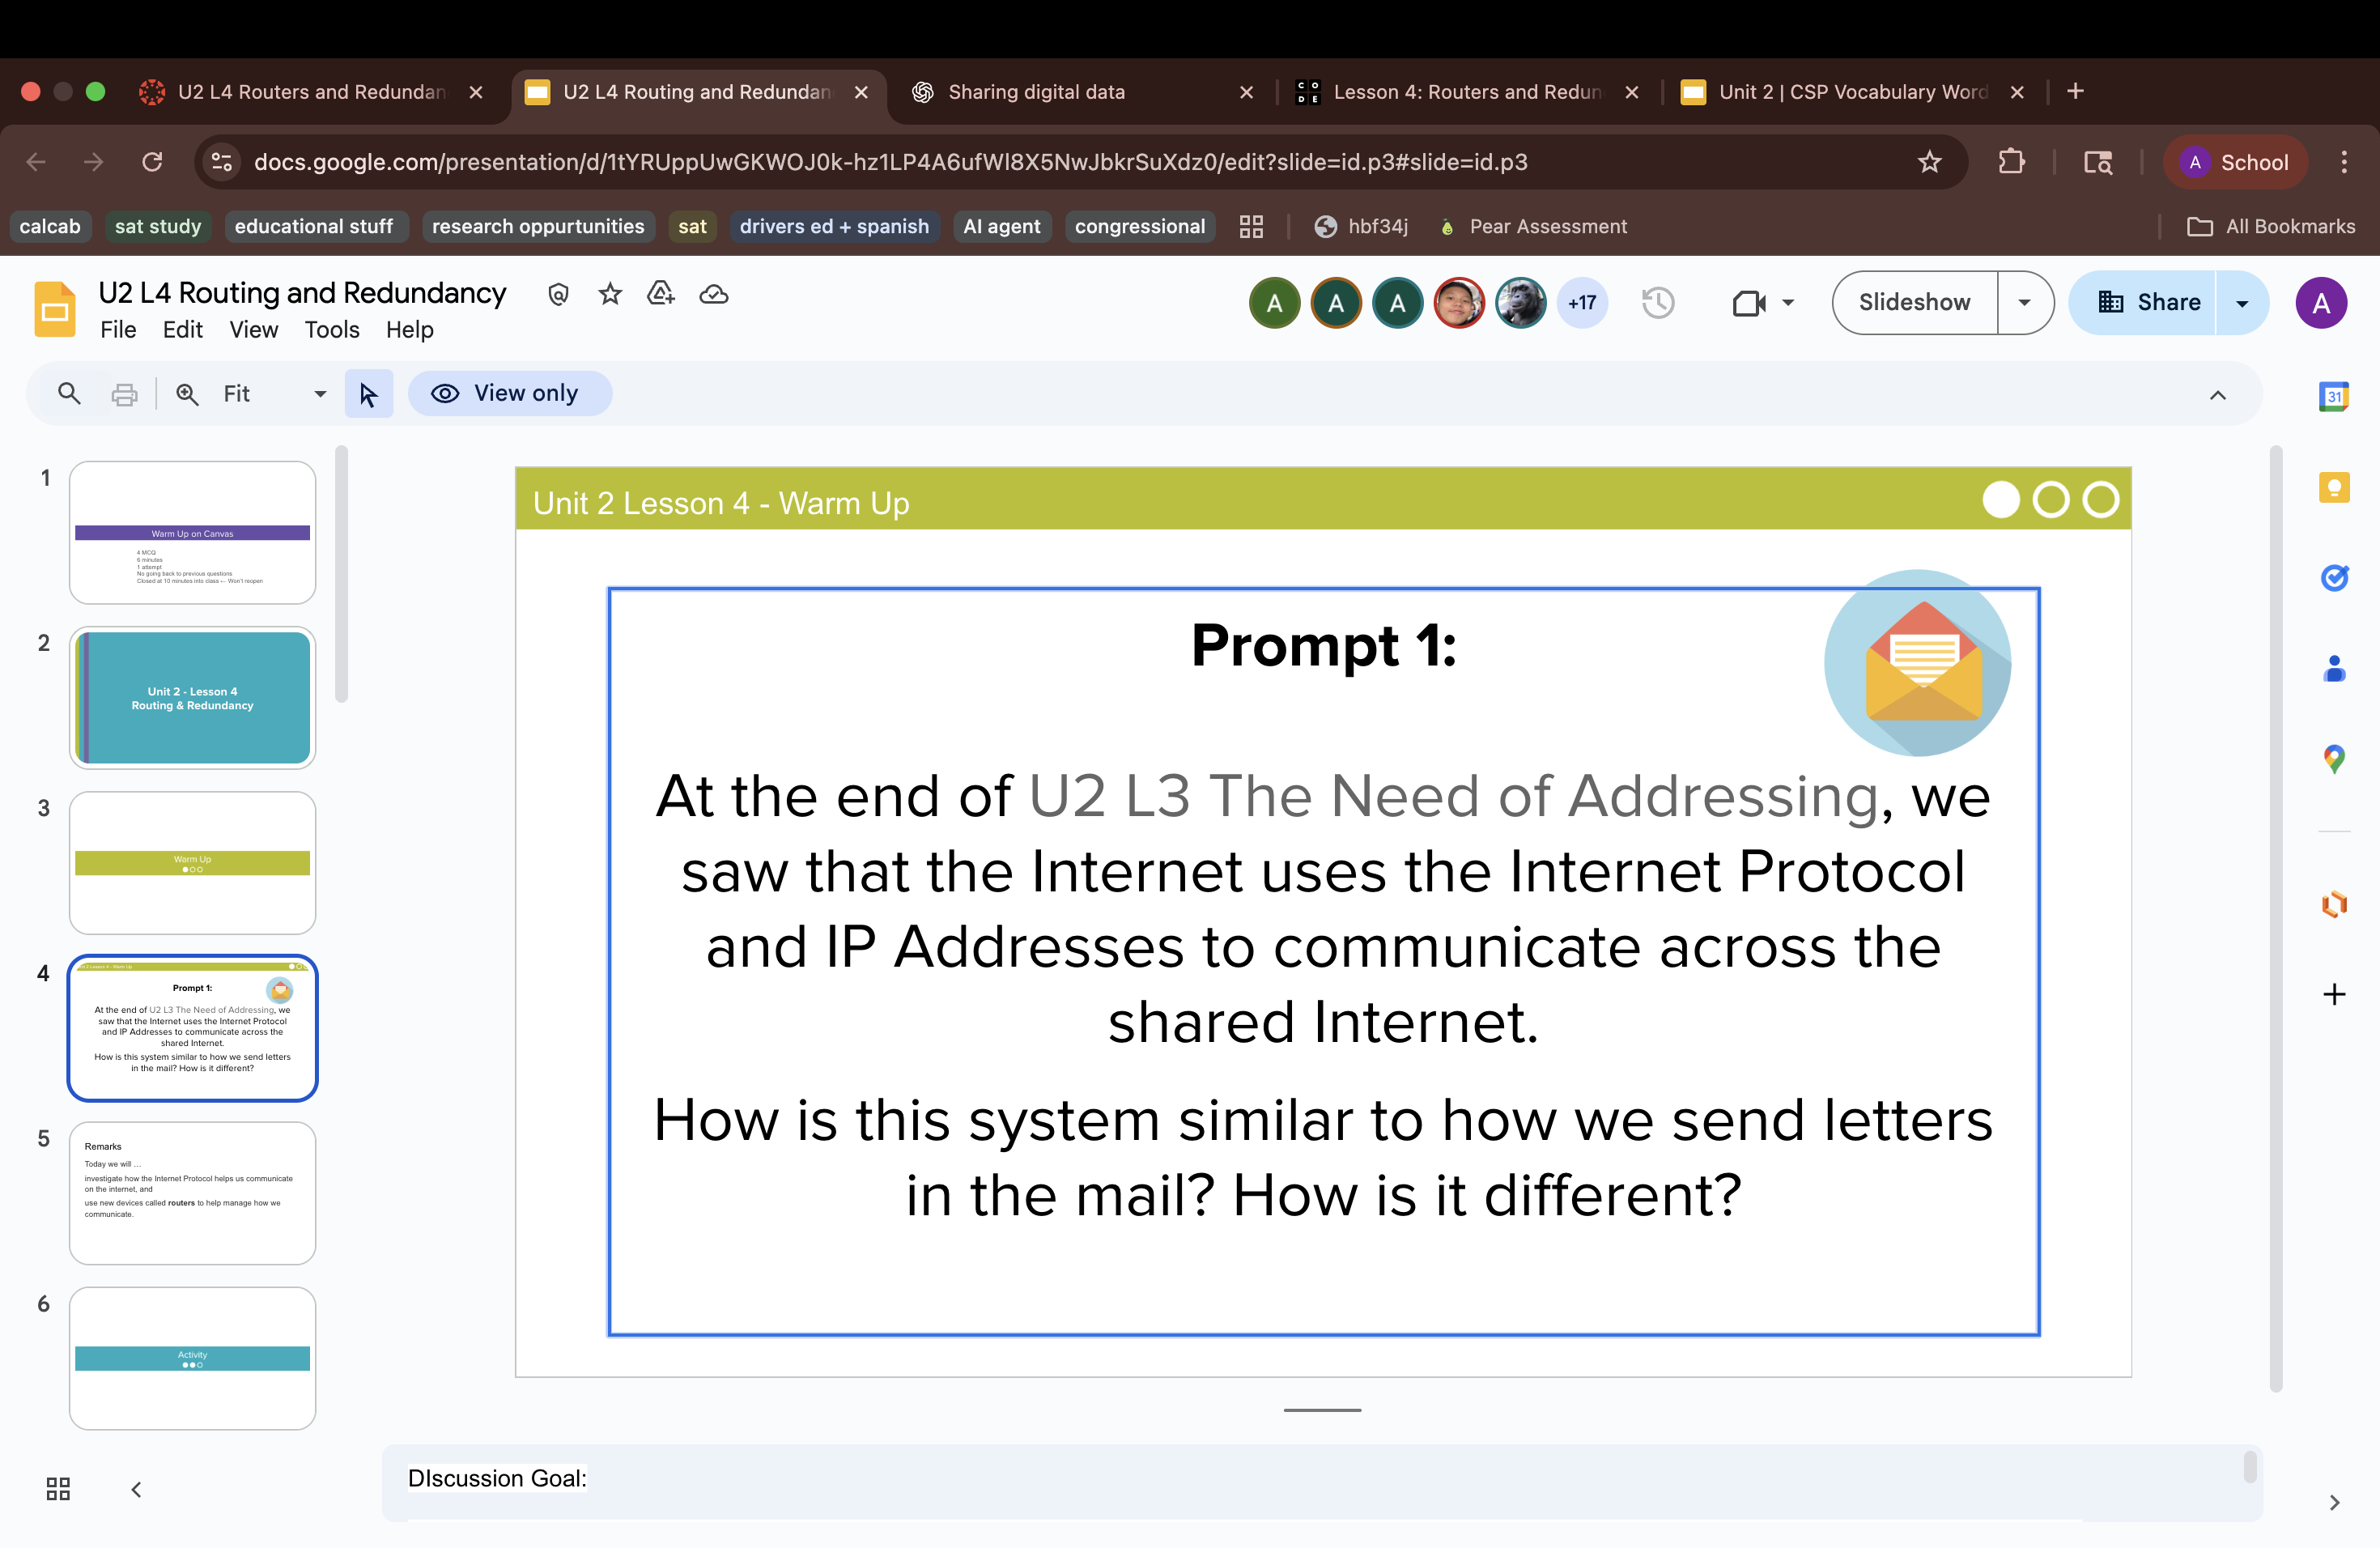 U2 L4 Routers and Redundan
U2 L4 Routing and Redundan
Sharing digital data
Lesson 4: Routers and Redun
Unit 2 | CSP Vocabulary Word
docs.google.com/presentation/d/1tYRUppUwGKWOJ0k-hz1LP4A6ufWl8X5NwJbkrSuXdz0/edit?slide=id.p3#slide=id.p3
A School
calcab
sat study
educational stuff
research oppurtunities
sat
drivers ed + spanish
AI agent
congressional
hbf34j
Pear Assessment
All Bookmarks
U2 L4 Routing and Redundancy
File Edit View Tools Help
A
A
A
+17
Slideshow
Share
A
Fit
View only
31
1
Warm Up on Canvas
4 MCQ
6 minutes
1 attempt
No going back to previous questions
Closed at 10 minutes into class ← Won't reopen
2
Unit 2 - Lesson 4
Routing & Redundancy
3
Warm Up
4
Unit 2 Lesson 4 - Warm Up
Prompt 1:
At the end of U2 L3 The Need of Addressing, we
saw that the Internet uses the Internet Protocol
and IP Addresses to communicate across the
shared Internet.
How is this system similar to how we send letters
in the mail? How is it different?
5
Remarks
Today we will ...
investigate how the Internet Protocol helps us communicate
on the internet, and
use new devices called routers to help manage how we
communicate.
6
Activity
Unit 2 Lesson 4 - Warm Up
Prompt 1:
At the end of U2 L3 The Need of Addressing, we
saw that the Internet uses the Internet Protocol
and IP Addresses to communicate across the
shared Internet.
How is this system similar to how we send letters
in the mail? How is it different?
DIscussion Goal: